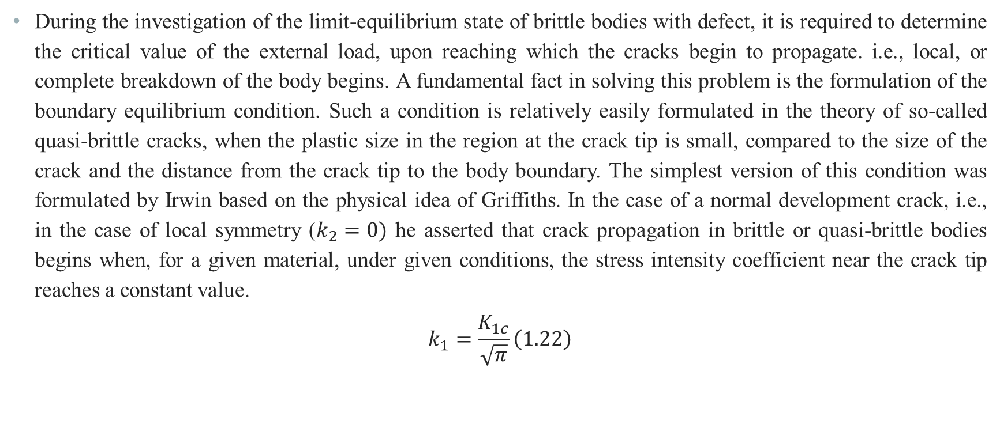 • During the investigation of the limit-equilibrium state of brittle bodies with defect, it is required to determine
the critical value of the external load, upon reaching which the cracks begin to propagate. i.e., local, or
complete breakdown of the body begins. A fundamental fact in solving this problem is the formulation of the
boundary equilibrium condition. Such a condition is relatively easily formulated in the theory of so-called
quasi-brittle cracks, when the plastic size in the region at the crack tip is small, compared to the size of the
crack and the distance from the crack tip to the body boundary. The simplest version of this condition was
formulated by Irwin based on the physical idea of Griffiths. In the case of a normal development crack, i.e.,
in the case of local symmetry (k₂ = 0) he asserted that crack propagation in brittle or quasi-brittle bodies
begins when, for a given material, under given conditions, the stress intensity coefficient near the crack tip
reaches a constant value.
k₁ = K₁c/√π (1.22)